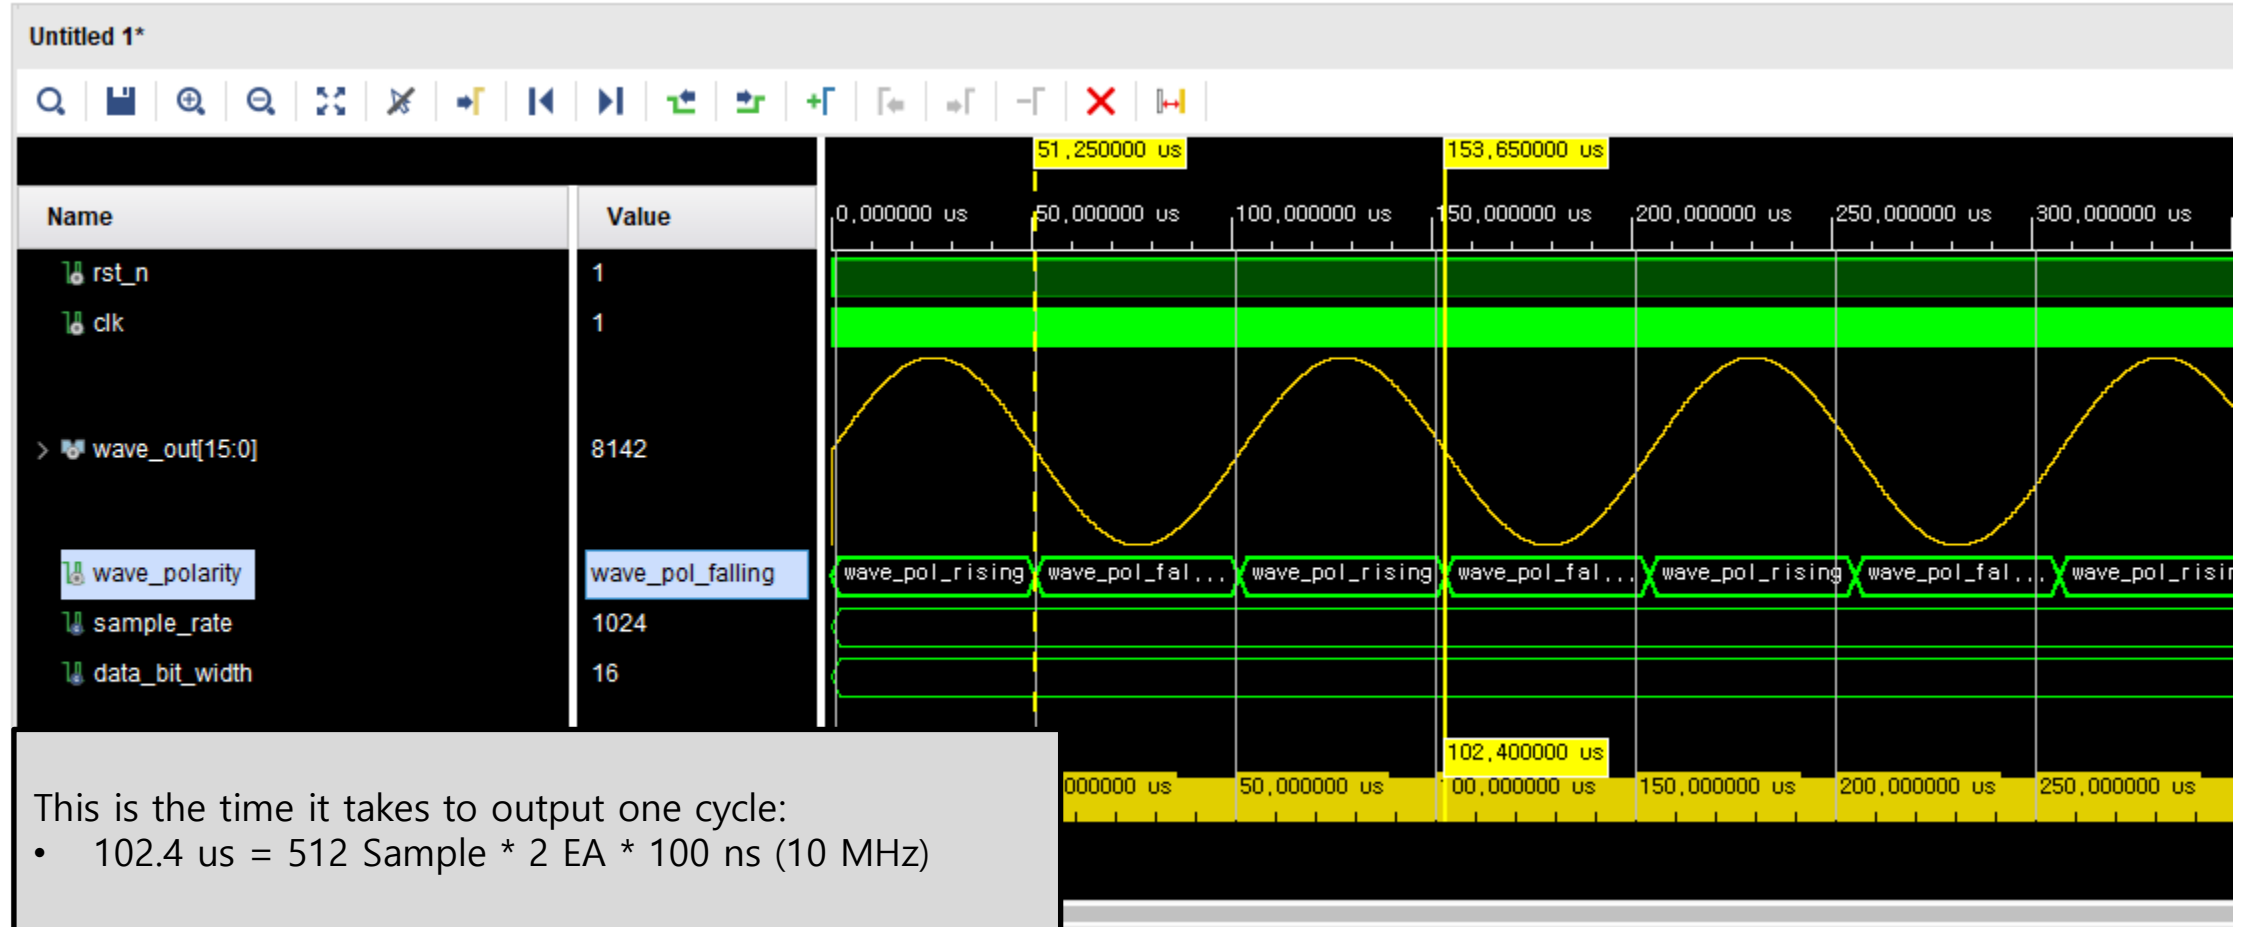 Untitled 1*
51,250000 us
153,650000 us
Name
Value
0,000000 us
50,000000 us
100,000000 us
150,000000 us
200,000000 us
250,000000 us
300,000000 us
rst_n
1
clk
1
wave_out[15:0]
8142
wave_polarity
wave_pol_falling
wave_pol_rising
wave_pol_fal...
wave_pol_rising
wave_pol_fal...
wave_pol_rising
wave_pol_fal...
wave_pol_risin
sample_rate
1024
data_bit_width
16
102,400000 us
000000 us
50,000000 us
00,000000 us
150,000000 us
200,000000 us
250,000000 us
This is the time it takes to output one cycle:
• 102.4 us = 512 Sample * 2 EA * 100 ns (10 MHz)